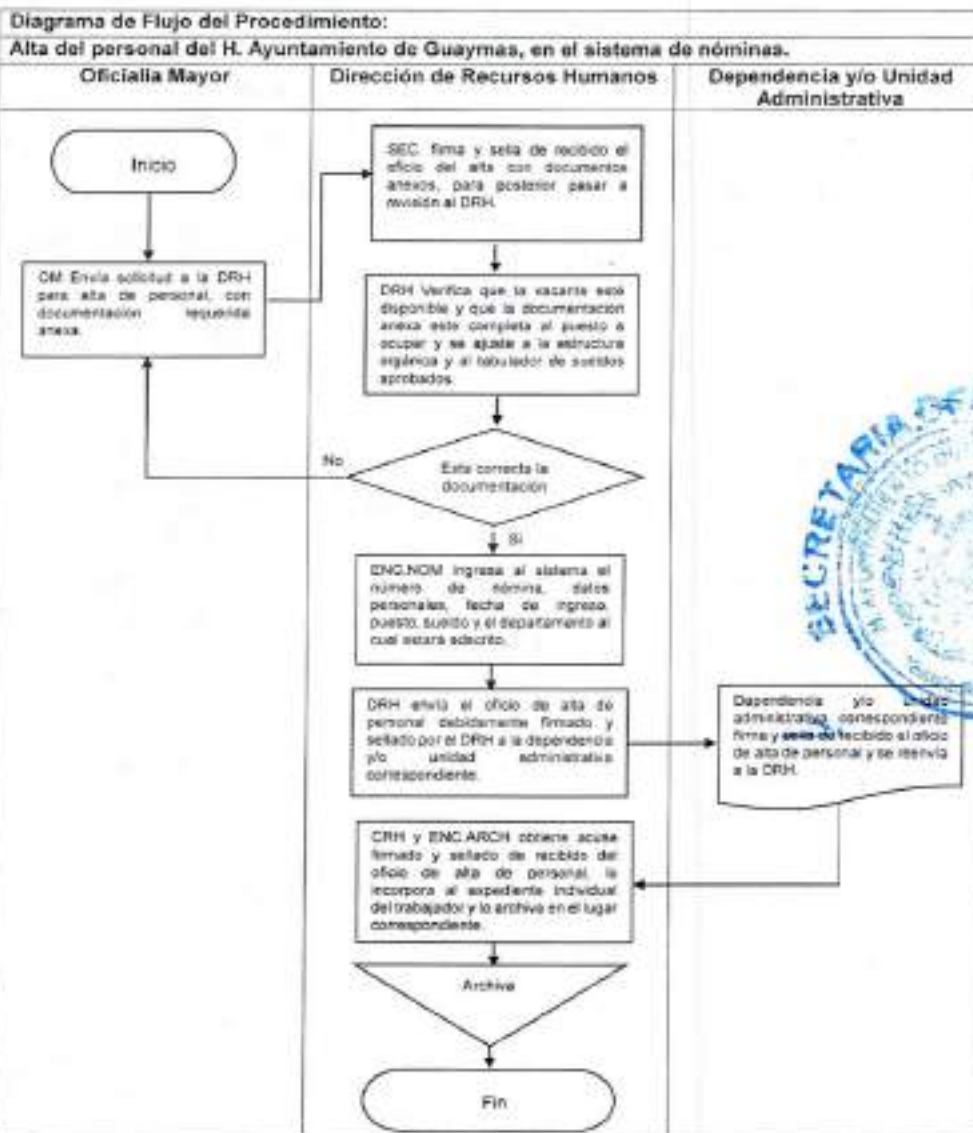 Diagrama de Flujo del Procedimiento:
Alta del personal del H. Ayuntamiento de Guaymas, en el sistema de nóminas.
Oficialía Mayor
Dirección de Recursos Humanos
Dependencia y/o Unidad
Administrativa
Inicio
OM Envía solicitud a la DRH
para alta de personal, con
documentación requerida
anexa.
SEC. firma y sella de recibido el
oficio del alta con documentos
anexos, para posterior pasar a
revisión al DRH.
DRH Verifica que la vacante esté
disponible y que la documentación
anexa este completa al puesto a
ocupar y se ajuste a la estructura
orgánica y al tabulador de sueldos
aprobados.
No
Esta correcta la
documentación
Si
ENC.NOM ingresa al sistema el
número de nómina, datos
personales, fecha de ingreso,
puesto, sueldo y el departamento al
cual estará adscrito.
DRH envía el oficio de alta de
personal debidamente firmado y
sellado por el DRH a la dependencia
y/o unidad administrativa
correspondiente.
Dependencia y/o unidad
administrativa correspondiente
firma y sella de recibido el oficio
de alta de personal y se reenvía
a la DRH.
CRH y ENC.ARCH obtiene acuse
firmado y sellado de recibido del
oficio de alta de personal, lo
incorpora al expediente individual
del trabajador y lo archiva en el lugar
correspondiente.
Archiva
Fin
SECRETARIA